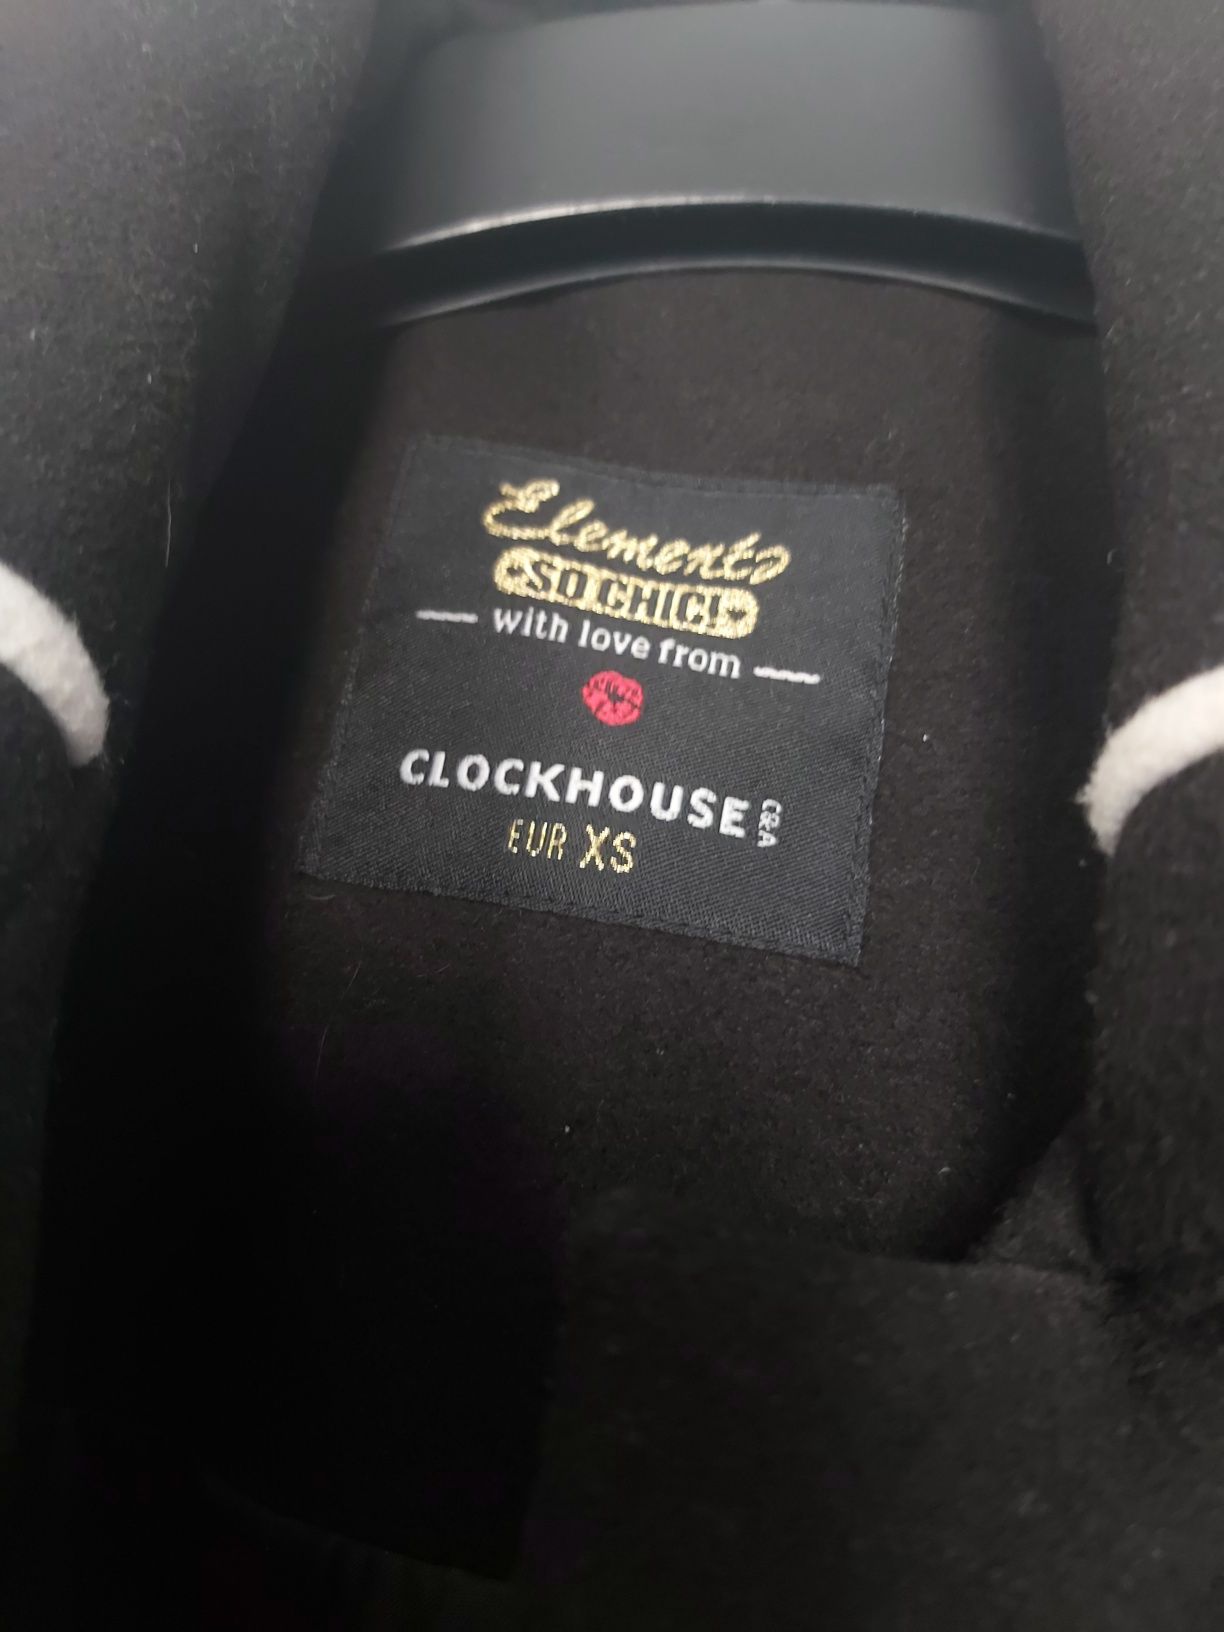 Elements
SO CHIC!
with love from
CLOCKHOUSE C&A
EUR XS